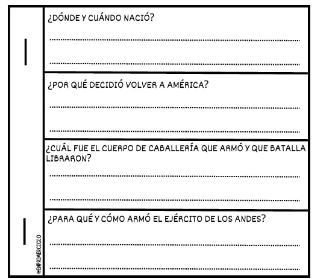 ¿DÓNDE Y CUÁNDO NACIÓ?
¿POR QUÉ DECIDIÓ VOLVER A AMÉRICA?
¿CUÁL FUE EL CUERPO DE CABALLERÍA QUE ARMÓ Y QUE BATALLA
LIBRARON?
¿PARA QUÉ Y CÓMO ARMÓ EL EJÉRCITO DE LOS ANDES?